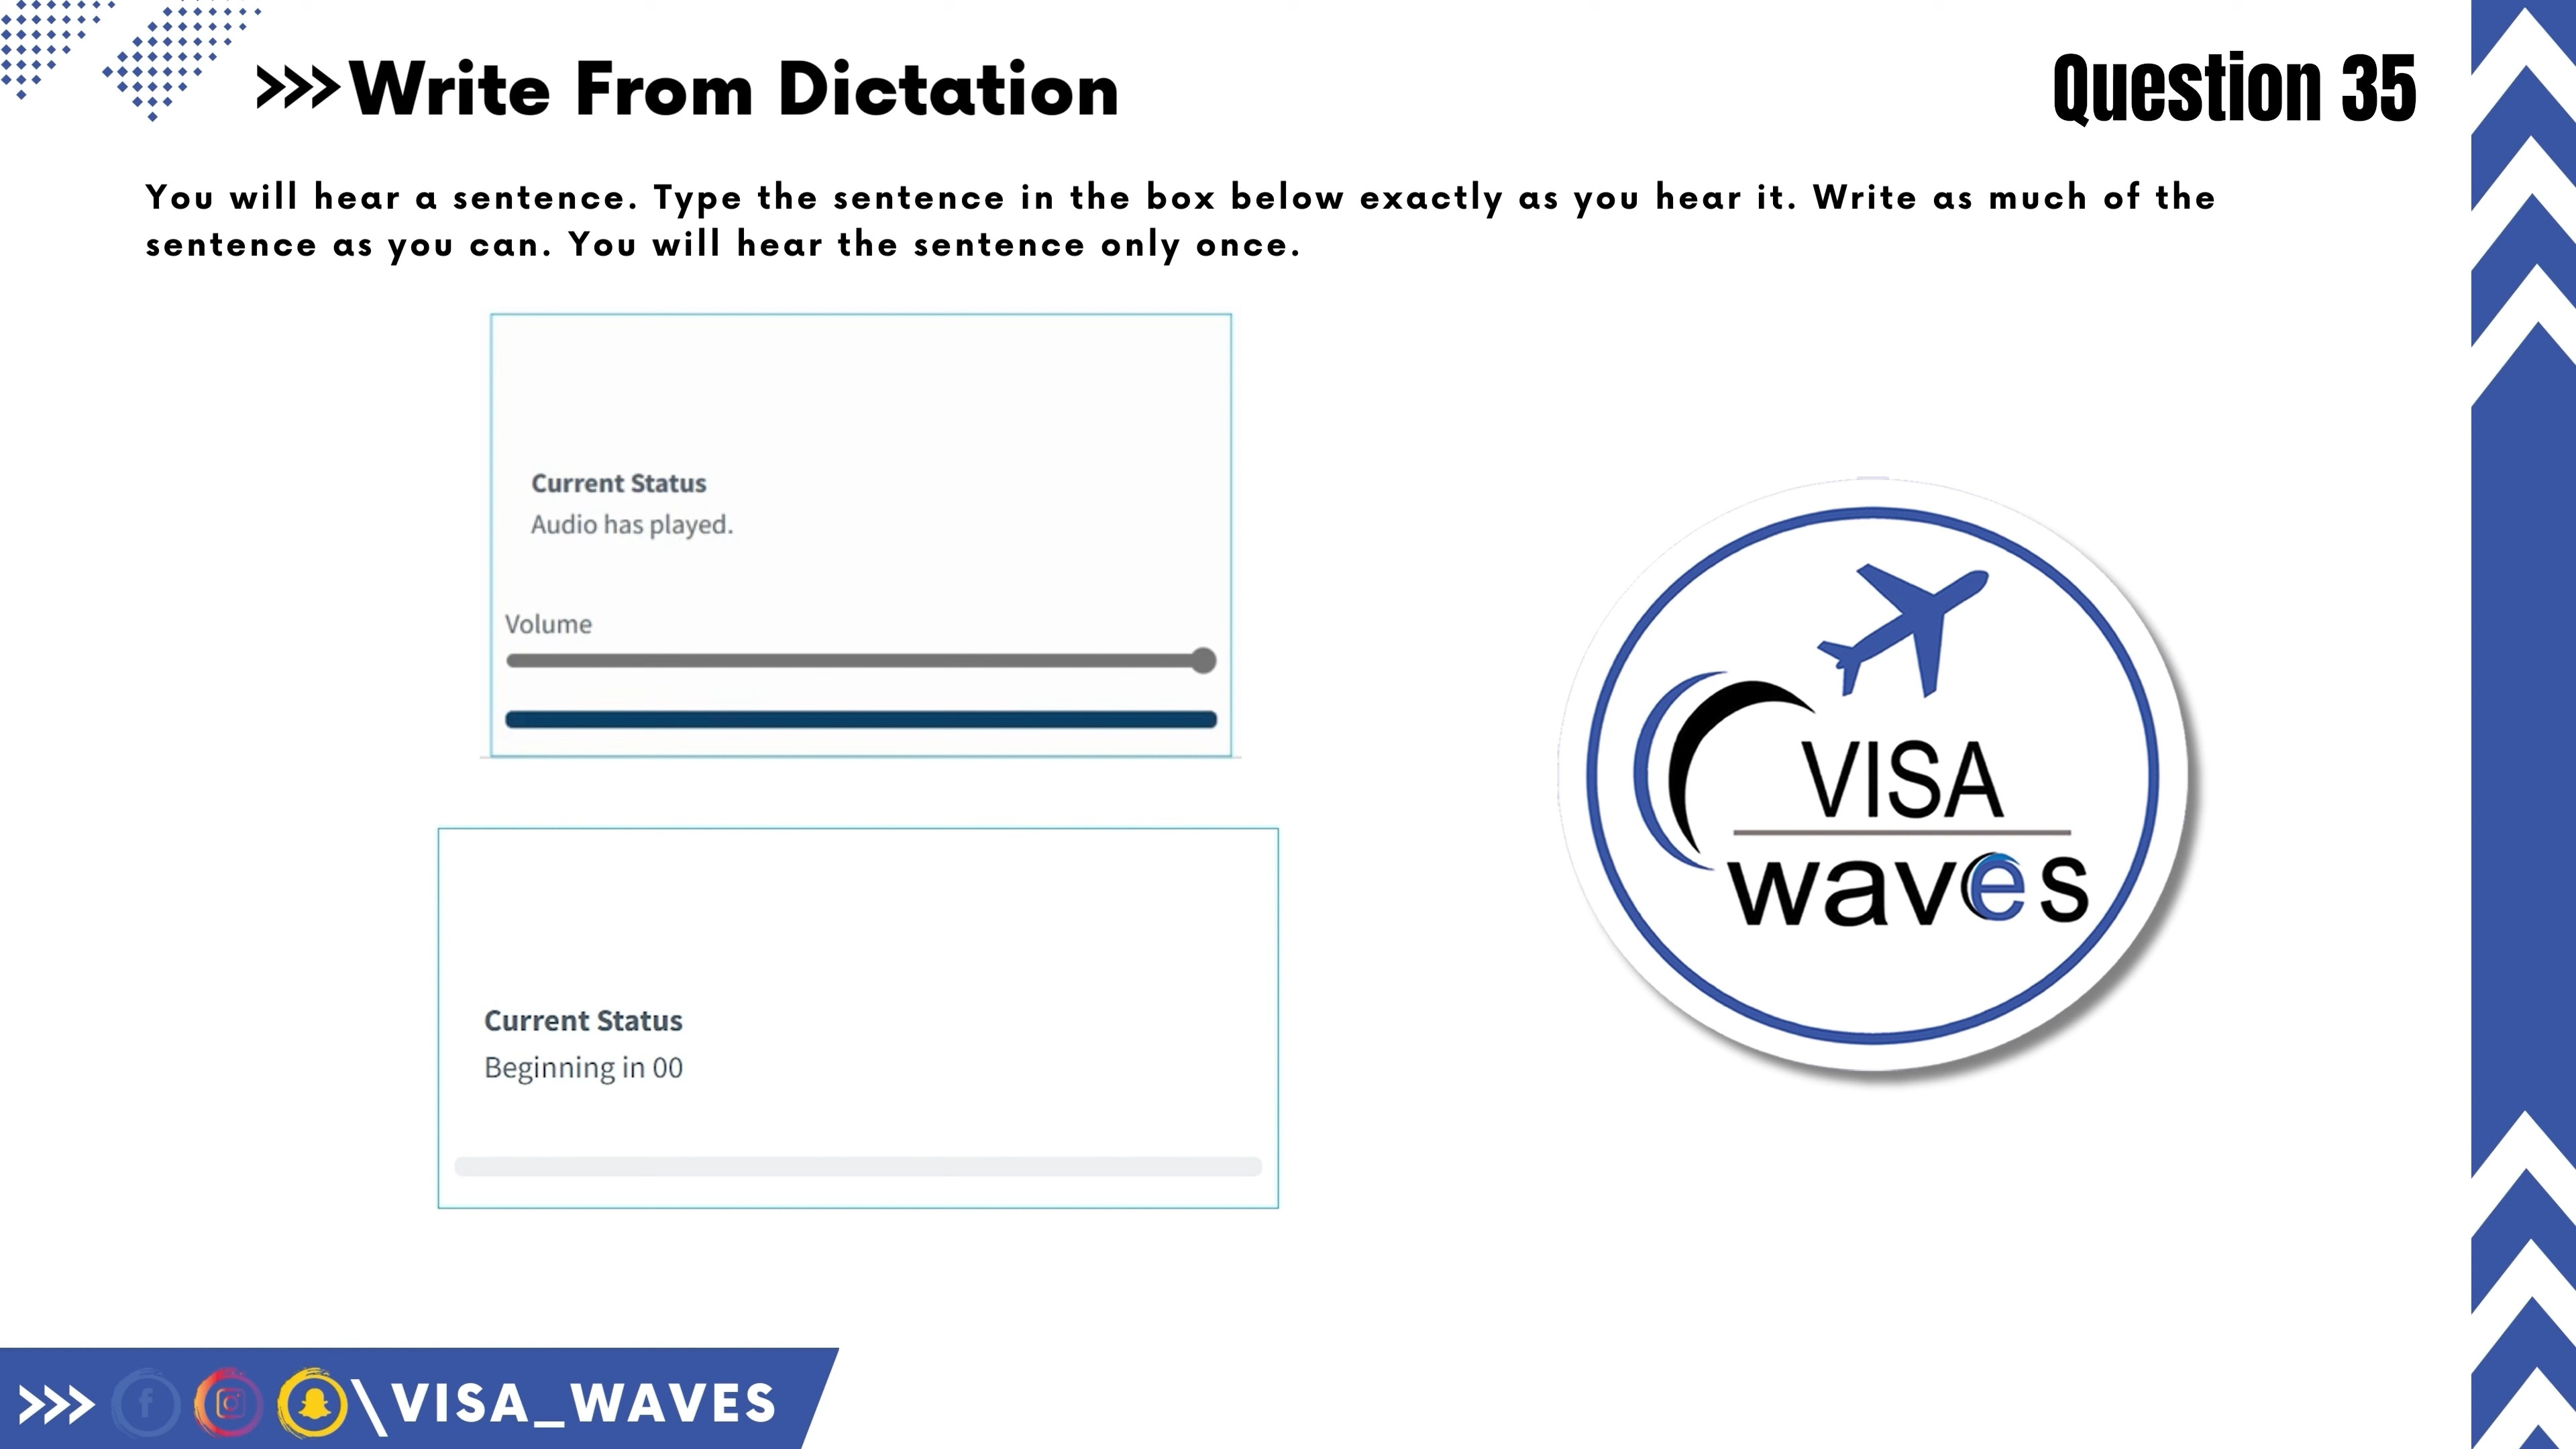 >>>Write From Dictation
Question 35
You will hear a sentence. Type the sentence in the box below exactly as you hear it. Write as much of the
sentence as you can. You will hear the sentence only once.
Current Status
Audio has played.
Volume
Current Status
Beginning in 00
VISA
waves
>>> f \VISA_WAVES